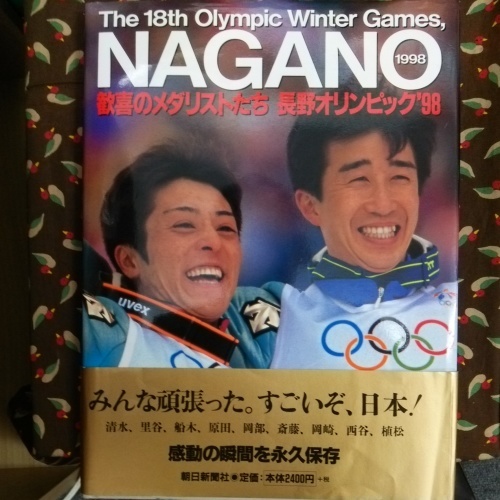 The 18th Olympic Winter Games,
NAGANO
1998
歓喜のメダリストたち 長野オリンピック'98
uvex
みんな頑張った。すごいぞ、日本!
清水、里谷、船木、原田、岡部、斎藤、岡崎、西谷、植松
感動の瞬間を永久保存
朝日新聞社●定価:本体2400円+税